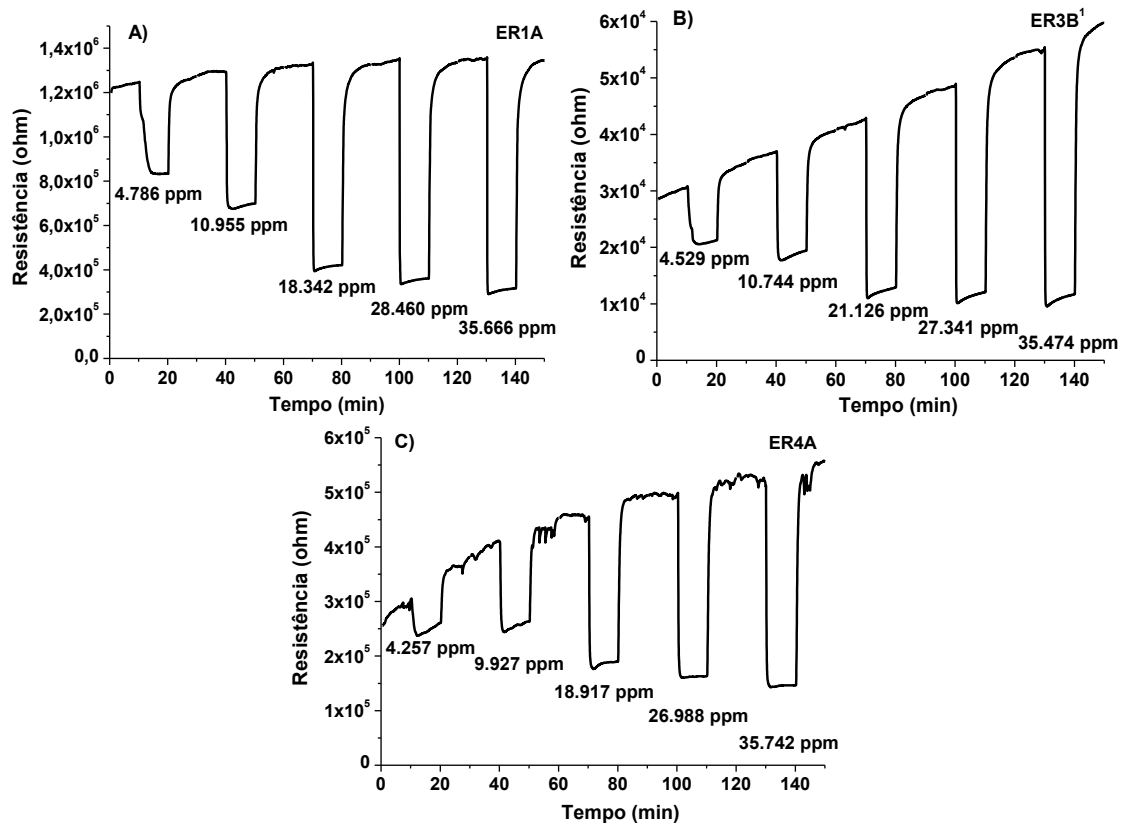 A)
ER1A
Resistência (ohm)
1,4x10⁶
1,2x10⁶
1,0x10⁶
8,0x10⁵
6,0x10⁵
4,0x10⁵
2,0x10⁵
0,0
4.786 ppm
10.955 ppm
18.342 ppm
28.460 ppm
35.666 ppm
0 20 40 60 80 100 120 140
Tempo (min)
B)
ER3B¹
Resistência (ohm)
6x10⁴
5x10⁴
4x10⁴
3x10⁴
2x10⁴
1x10⁴
0
4.529 ppm
10.744 ppm
21.126 ppm
27.341 ppm
35.474 ppm
0 20 40 60 80 100 120 140
Tempo (min)
C)
ER4A
Resistência (ohm)
6x10⁵
5x10⁵
4x10⁵
3x10⁵
2x10⁵
1x10⁵
0
4.257 ppm
9.927 ppm
18.917 ppm
26.988 ppm
35.742 ppm
0 20 40 60 80 100 120 140
Tempo (min)